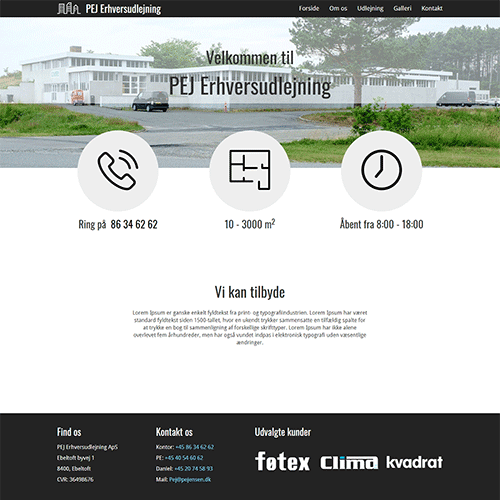 PEJ Erhversudlejning
Forside Om os Udlejning Galleri Kontakt
Velkommen til
PEJ Erhversudlejning
Ring på 86 34 62 62
10 - 3000 m²
Åbent fra 8:00 - 18:00
Vi kan tilbyde
Lorem Ipsum er ganske enkelt fyldtekst fra print- og typografiindustrien. Lorem Ipsum har været
standard fyldtekst siden 1500-tallet, hvor en ukendt trykker sammensatte en tilfældig spalte for
at trykke en bog til sammenligning af forskellige skrifttyper. Lorem Ipsum har ikke alene
overlevet fem århundreder, men har også vundet indpas i elektronisk typografi uden væsentlige
ændringer.
Find os
PEJ Erhversudlejning ApS
Ebeltoft byvej 1
8400, Ebeltoft
CVR: 36498676
Kontakt os
Kontor: +45 86 34 62 62
PE: +45 40 54 60 62
Daniel: +45 20 74 58 93
Mail: Pej@pejensen.dk
Udvalgte kunder
føtex Clima kvadrat